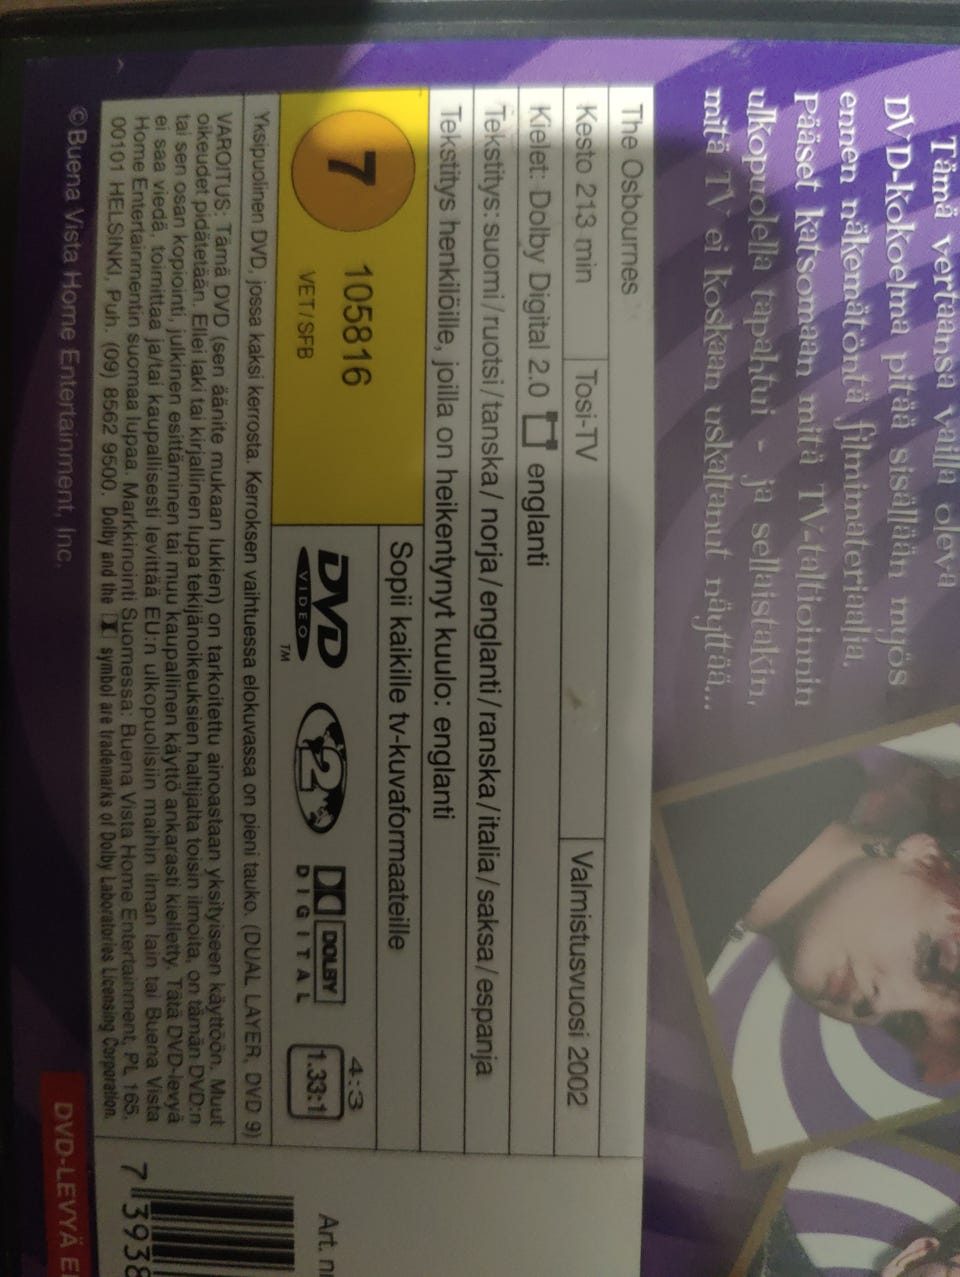 Tämä vertaansa vailla oleva
DVD-kokoelma pitää sisällään myös
ennen näkemätöntä filmimateriaalia.
Pääset katsomaan mitä TV-taltioinnin
ulkopuolella tapahtui - ja sellaistakin,
mitä TV ei koskaan uskaltanut näyttää...
The Osbournes
Kesto 213 min Tosi-TV Valmistusvuosi 2002
Kielet: Dolby Digital 2.0 englanti
Tekstitys: suomi/ruotsi/tanska/norja/englanti/ranska/italia/saksa/espanja
Tekstitys henkilöille, joilla on heikentynyt kuulo: englanti
Sopii kaikille tv-kuvaformaateille
7 105816
VET/SFB
DVD VIDEO TM
2
DOLBY DIGITAL
4:3
1.33:1
Yksipuolinen DVD, jossa kaksi kerrosta. Kerroksen vaihtuessa elokuvassa on pieni tauko. (DUAL LAYER, DVD 9)
VAROITUS: Tämä DVD (sen äänite mukaan lukien) on tarkoitettu ainoastaan yksityiseen käyttöön. Muut
oikeudet pidätetään. Ellei laki tai kirjallinen lupa tekijänoikeuksien haltijalta toisin ilmoita, on tämän DVD:n
tai sen osan kopiointi, julkinen esittäminen tai muu kaupallinen käyttö ankarasti kielletty. Tätä DVD-levyä
ei saa viedä, toimittaa ja/tai kaupallisesti levittää EU:n ulkopuolisiin maihin ilman lain tai Buena Vista
Home Entertainmentin suomaa lupaa. Markkinointi Suomessa: Buena Vista Home Entertainment, PL 165,
00101 HELSINKI, Puh. (09) 8562 9500. Dolby and the symbol are trademarks of Dolby Laboratories Licensing Corporation.
© Buena Vista Home Entertainment, Inc.
Art. n
7 3938
DVD-LEVYÄ E